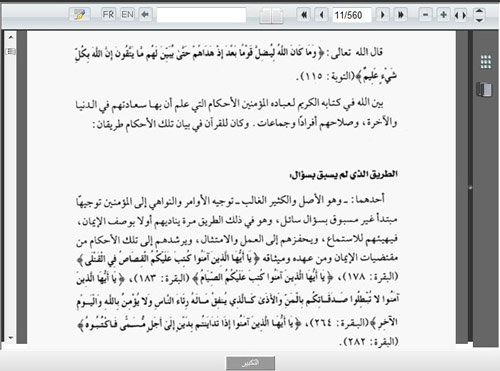 FR EN 11/560
قال الله تعالى: ﴿وَمَا كَانَ اللَّهُ لِيُضِلَّ قَوْمًا بَعْدَ إِذْ هَدَاهُمْ حَتَّىٰ يُبَيِّنَ لَهُم مَّا يَتَّقُونَ إِنَّ اللَّهَ بِكُلِّ
شَيْءٍ عَلِيمٌ﴾ (التوبة: ١١٥).
بين الله في كتابه الكريم لعباده المؤمنين الأحكام التي علم أن بها سعادتهم في الدنيا
والآخرة، وصلاحهم أفرادًا وجماعات. وكان للقرآن في بيان تلك الأحكام طريقان:
الطريق الذي لم يسبق بسؤال:
أحدهما: ـ وهو الأصل والكثير الغالب ـ توجيه الأوامر والنواهي إلى المؤمنين توجيهًا
مبتدأ غير مسبوق بسؤال سائل، وهو في ذلك الطريق مرة يناديهم أولا بوصف الإيمان،
فيهيئهم للاستماع، ويحفزهم إلى العمل والامتثال، ويرشدهم إلى تلك الأحكام من
مقتضيات الإيمان ومن عهده وميثاقه ﴿يَا أَيُّهَا الَّذِينَ آمَنُوا كُتِبَ عَلَيْكُمُ الْقِصَاصُ فِي الْقَتْلَى﴾
(البقرة: ١٧٨)، ﴿يَا أَيُّهَا الَّذِينَ آمَنُوا كُتِبَ عَلَيْكُمُ الصِّيَامُ﴾ (البقرة: ١٨٣)، ﴿يَا أَيُّهَا الَّذِينَ
آمَنُوا لا تُبْطِلُوا صَدَقَاتِكُم بِالْمَنِّ وَالأَذَىٰ كَالَّذِي يُنفِقُ مَالَهُ رِئَاءَ النَّاسِ وَلا يُؤْمِنُ بِاللَّهِ وَالْيَوْمِ
الآخِرِ﴾ (البقرة: ٢٦٤)، ﴿يَا أَيُّهَا الَّذِينَ آمَنُوا إِذَا تَدَايَنتُم بِدَيْنٍ إِلَىٰ أَجَلٍ مُّسَمًّى فَاكْتُبُوهُ﴾
(البقرة: ٢٨٢).
التكبير